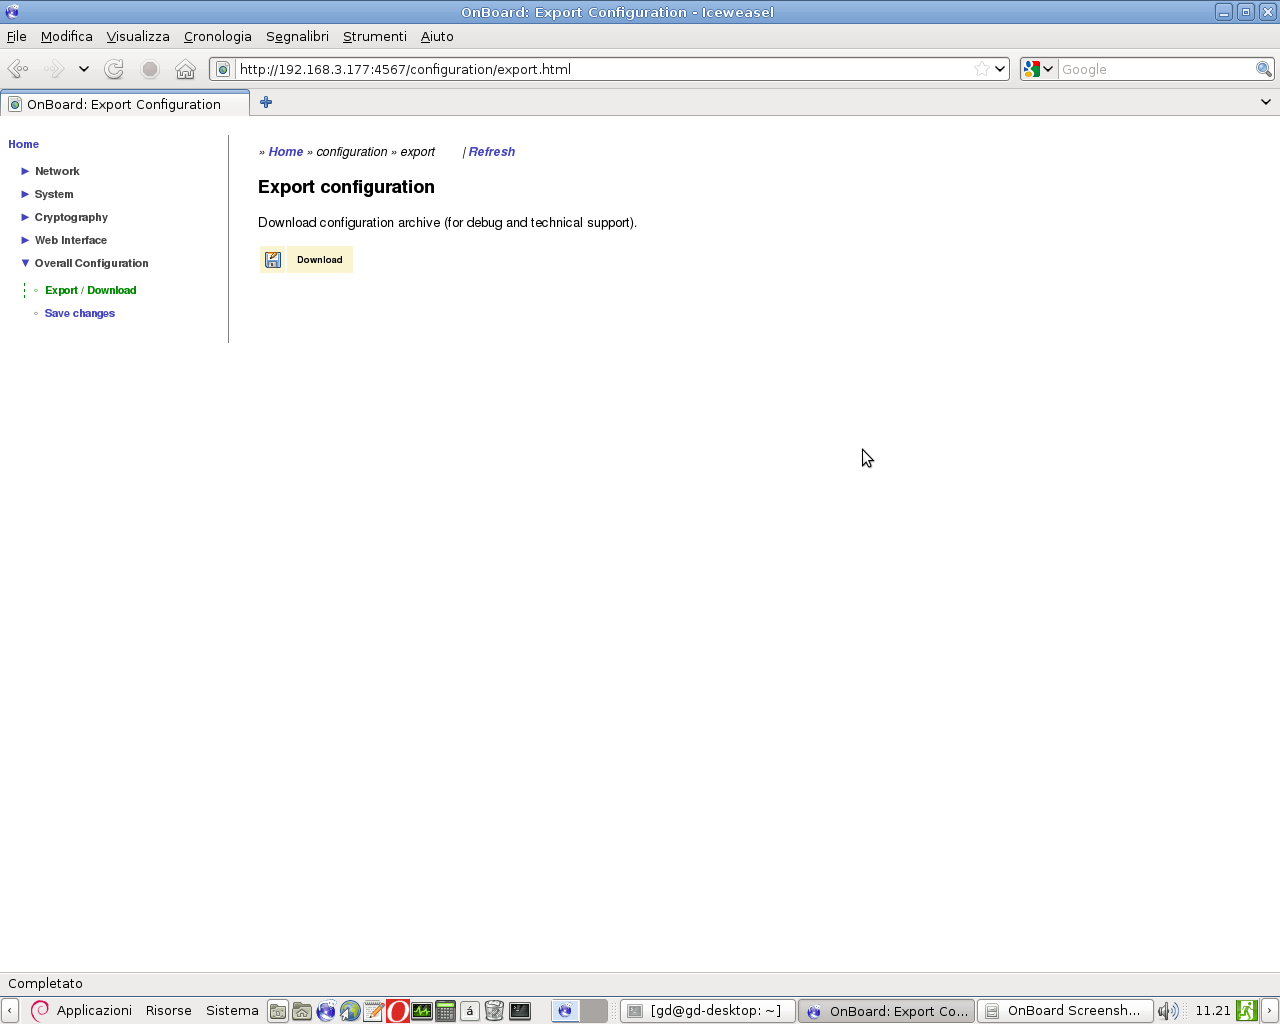 OnBoard: Export Configuration - Iceweasel
File Modifica Visualizza Cronologia Segnalibri Strumenti Aiuto
http://192.168.3.177:4567/configuration/export.html
Google
OnBoard: Export Configuration
Home
Network
System
Cryptography
Web Interface
Overall Configuration
Export / Download
Save changes
» Home » configuration » export | Refresh
Export configuration
Download configuration archive (for debug and technical support).
Download
Completato
Applicazioni Risorse Sistema á [gd@gd-desktop: ~] OnBoard: Export Co... OnBoard Screensh... 11.21